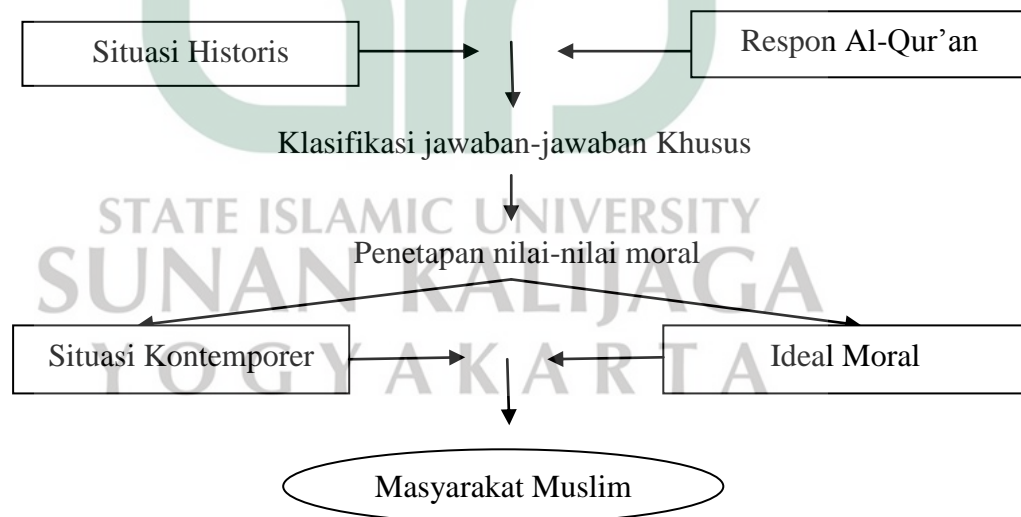 Situasi Historis
Respon Al-Qur’an
Klasifikasi jawaban-jawaban Khusus
STATE ISLAMIC UNIVERSITY
Penetapan nilai-nilai moral
SUNAN KALIJAGA
Situasi Kontemporer
Ideal Moral
YOGYAKARTA
Masyarakat Muslim